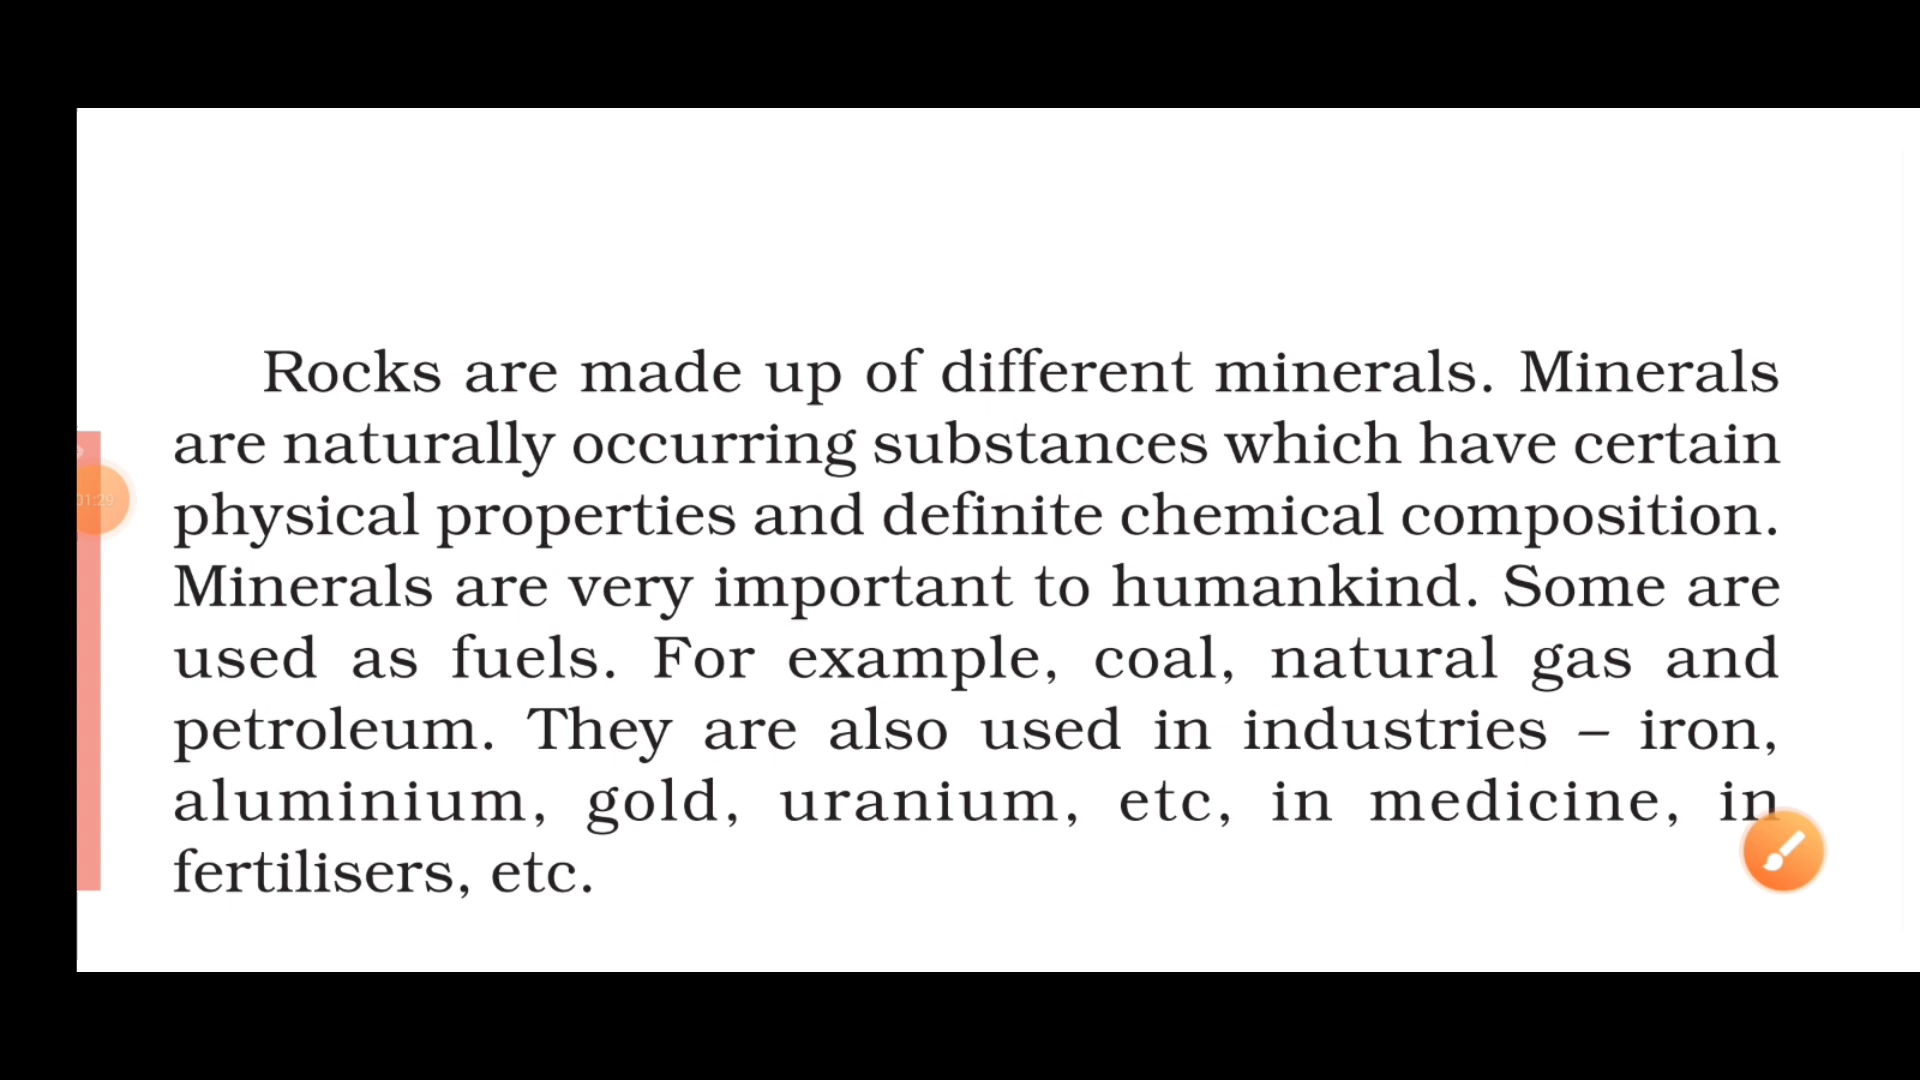 Rocks are made up of different minerals. Minerals
are naturally occurring substances which have certain
physical properties and definite chemical composition.
Minerals are very important to humankind. Some are
used as fuels. For example, coal, natural gas and
petroleum. They are also used in industries – iron,
aluminium, gold, uranium, etc, in medicine, in
fertilisers, etc.
01:29